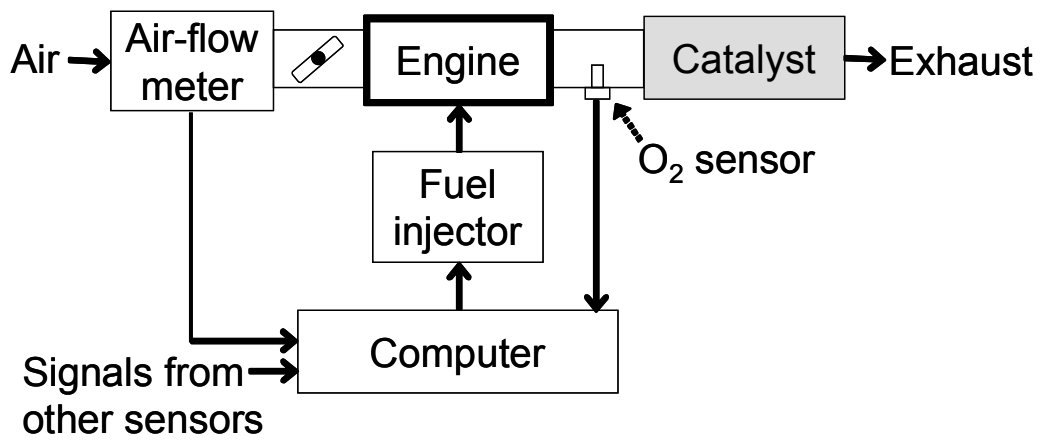 Air
Air-flow
meter
Engine
Catalyst
Exhaust
O₂ sensor
Fuel
injector
Computer
Signals from
other sensors